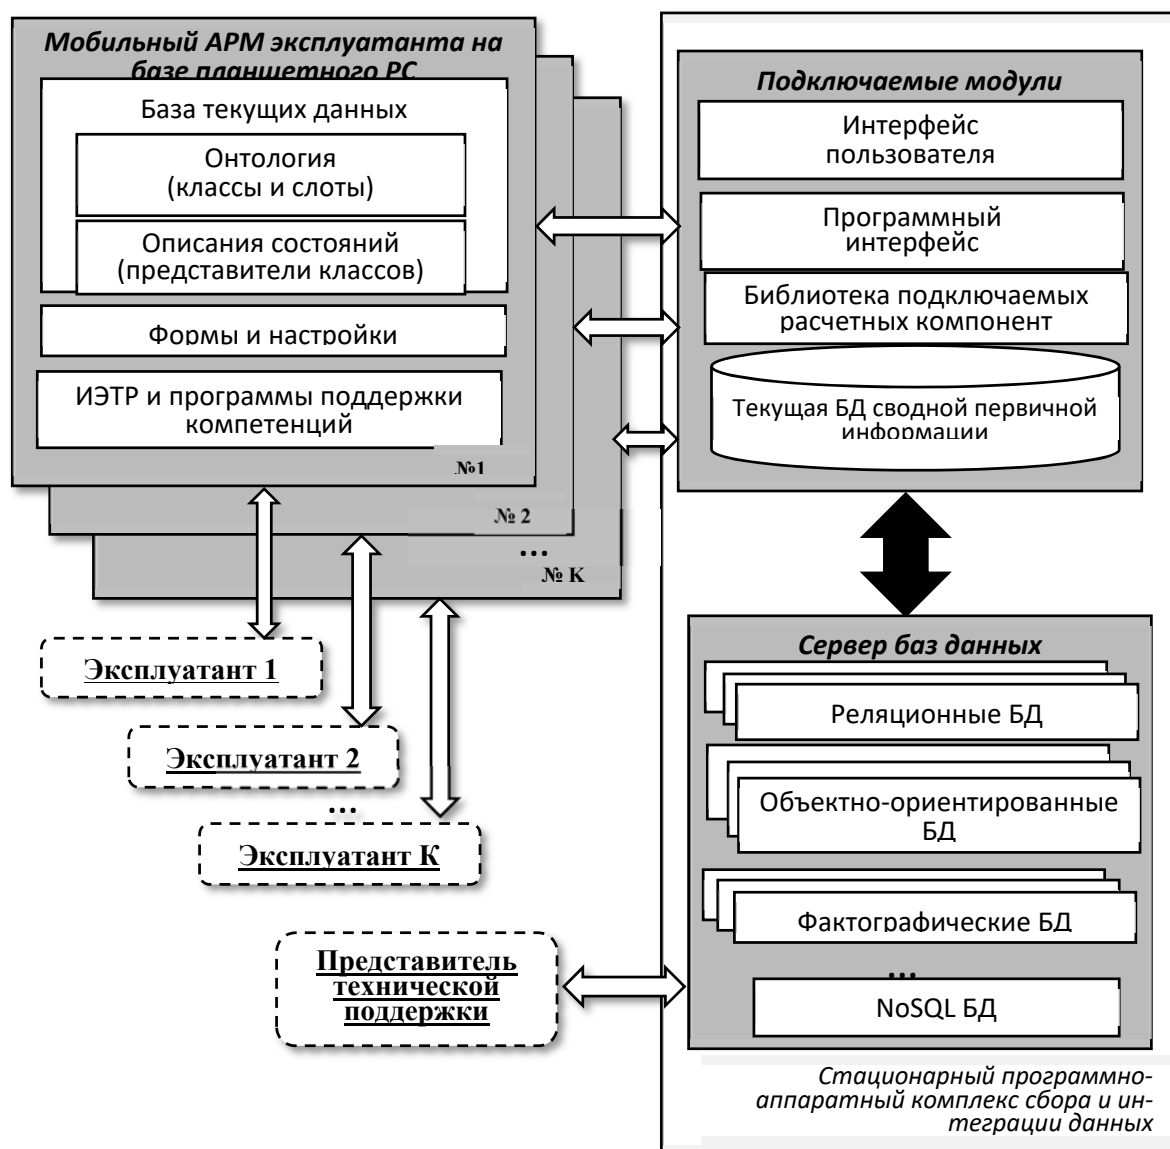 Мобильный АРМ эксплуатанта на
базе планшетного РС
База текущих данных
Онтология
(классы и слоты)
Описания состояний
(представители классов)
Формы и настройки
ИЭТР и программы поддержки
компетенций
№1
№ 2
...
№ K
Эксплуатант 1
Эксплуатант 2
...
Эксплуатант К
Представитель
технической
поддержки
Подключаемые модули
Интерфейс
пользователя
Программный
интерфейс
Библиотека подключаемых
расчетных компонент
Текущая БД сводной первичной
информации
Сервер баз данных
Реляционные БД
Объектно-ориентированные
БД
Фактографические БД
...
NoSQL БД
Стационарный программно-
аппаратный комплекс сбора и ин-
теграции данных